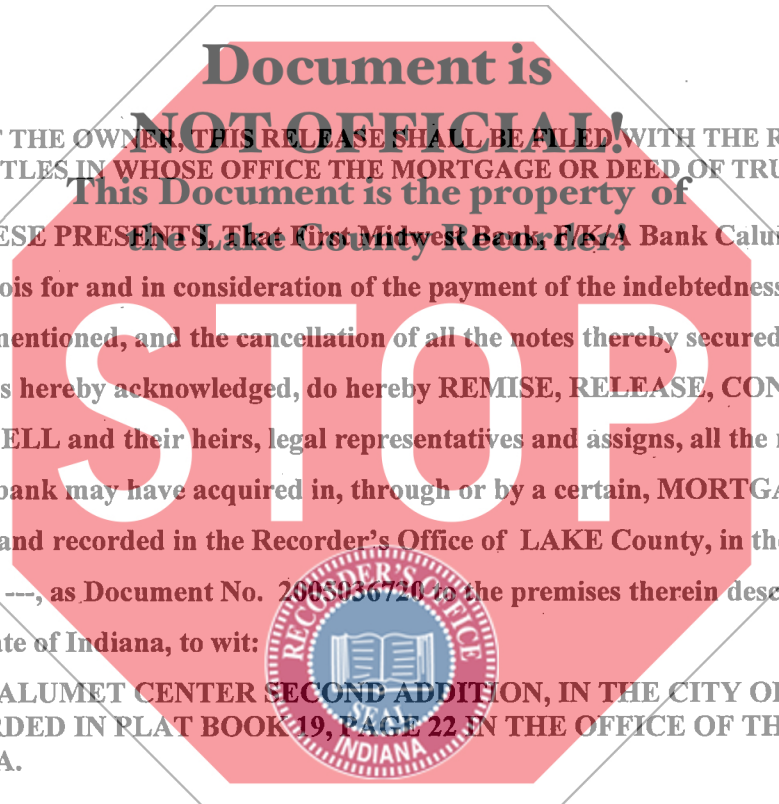 Document is
NOT OFFICIAL!
THE OWNER, THIS RELEASE SHALL BE FILED WITH THE R
TLES IN WHOSE OFFICE THE MORTGAGE OR DEED OF TRU
This Document is the property of
the Lake County Recorder!
ESE PRESENTS, That First Midwest Bank, F/K/A Bank Calu
ois for and in consideration of the payment of the indebtedness
mentioned, and the cancellation of all the notes thereby secured
s hereby acknowledged, do hereby REMISE, RELEASE, CON
STOP
ELL and their heirs, legal representatives and assigns, all the
bank may have acquired in, through or by a certain, MORTGA
and recorded in the Recorder's Office of LAKE County, in the
---, as Document No. 2005036720 to the premises therein desc
te of Indiana, to wit:
RECORDER'S OFFICE
SEAL
INDIANA
ALUMET CENTER SECOND ADDITION, IN THE CITY O
RDED IN PLAT BOOK 19, PAGE 22 IN THE OFFICE OF TH
A.